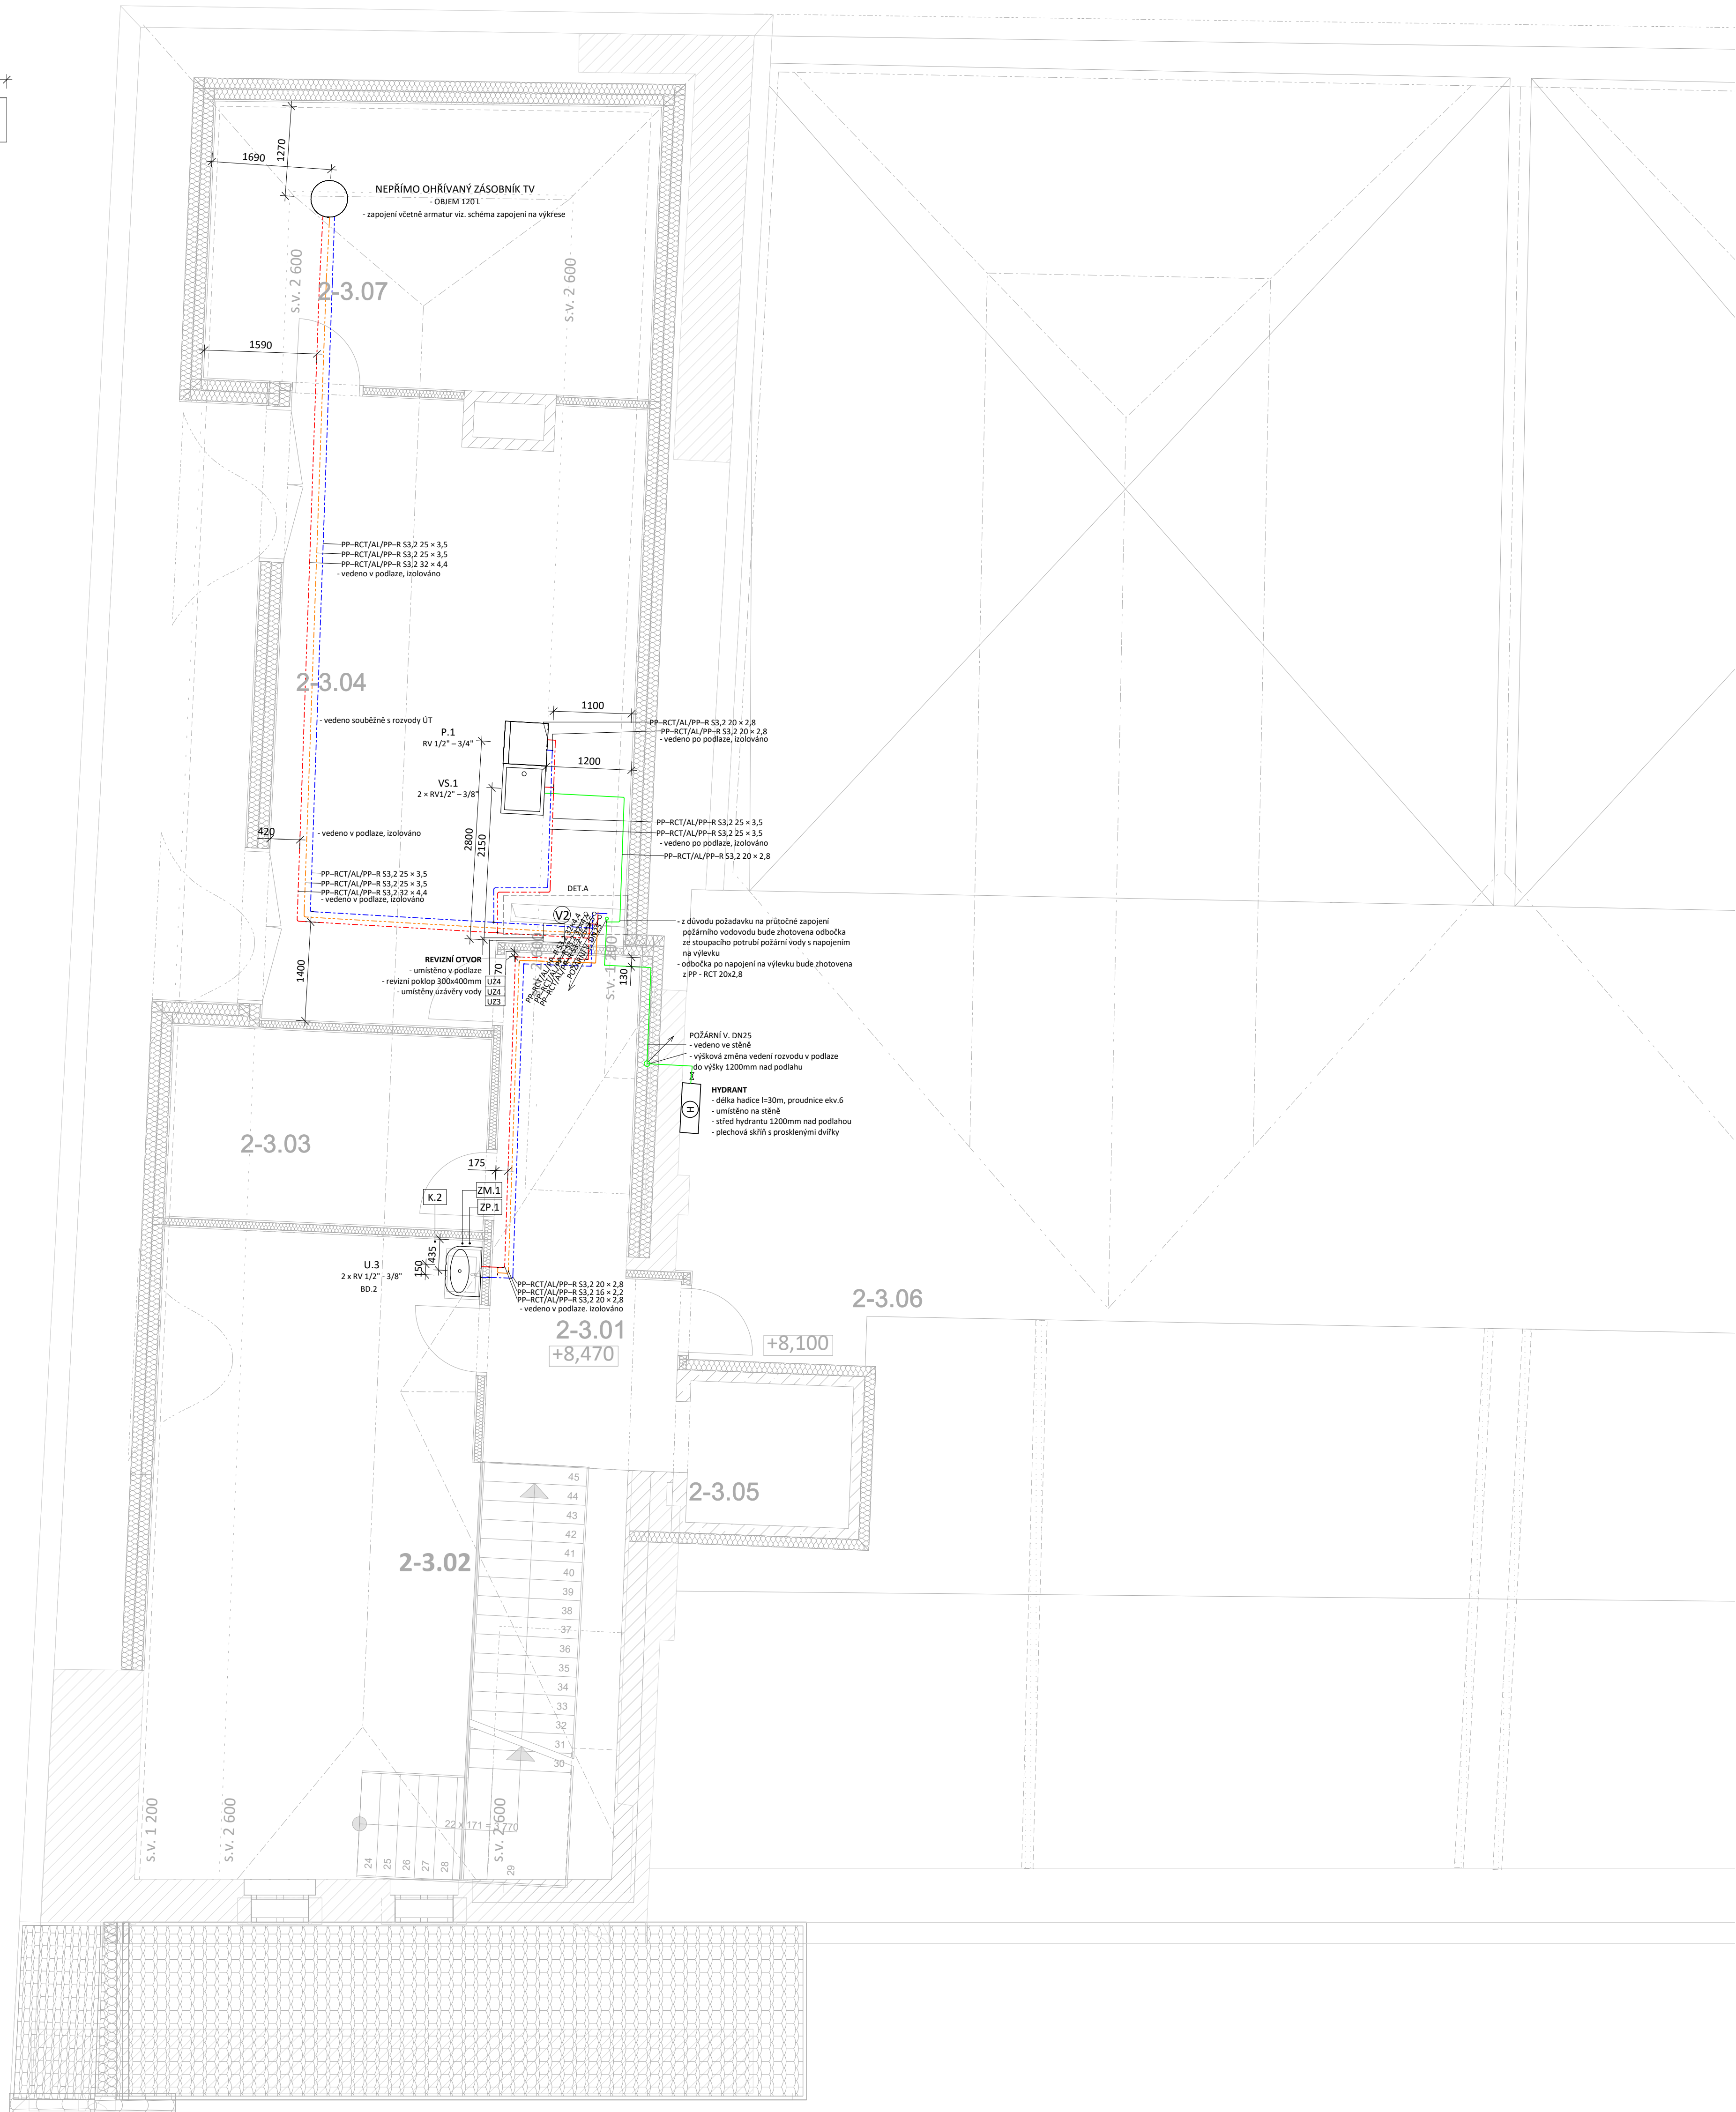 1690
1270
NEPŘÍMO OHŘÍVANÝ ZÁSOBNÍK TV
- OBJEM 120 L
- zapojení včetně armatur viz. schéma zapojení na výkrese
s.v. 2 600
s.v. 2 600
2-3.07
1590
PP–RCT/AL/PP–R S3,2 25 × 3,5
PP–RCT/AL/PP–R S3,2 25 × 3,5
PP–RCT/AL/PP–R S3,2 32 × 4,4
- vedeno v podlaze, izolováno
2-3.04
- vedeno souběžně s rozvody ÚT
1100
P.1
RV 1/2" – 3/4"
PP–RCT/AL/PP–R S3,2 20 × 2,8
PP–RCT/AL/PP–R S3,2 20 × 2,8
- vedeno po podlaze, izolováno
1200
VS.1
2 × RV1/2" – 3/8"
2800
2150
420
- vedeno v podlaze, izolováno
PP–RCT/AL/PP–R S3,2 25 × 3,5
PP–RCT/AL/PP–R S3,2 25 × 3,5
- vedeno po podlaze, izolováno
PP–RCT/AL/PP–R S3,2 20 × 2,8
PP–RCT/AL/PP–R S3,2 25 × 3,5
PP–RCT/AL/PP–R S3,2 25 × 3,5
PP–RCT/AL/PP–R S3,2 32 × 4,4
- vedeno v podlaze, izolováno
DET.A
V2
- z důvodu požadavku na průtočné zapojení
požárního vodovodu bude zhotovena odbočka
ze stoupacího potrubí požární vody s napojením
na výlevku
- odbočka po napojení na výlevku bude zhotovena
z PP - RCT 20x2,8
1400
REVIZNÍ OTVOR
- umístěno v podlaze
- revizní poklop 300x400mm
- umístěny uzávěry vody
70
UZ4
UZ4
UZ3
130
POŽÁRNÍ V. DN25
- vedeno ve stěně
- výšková změna vedení rozvodu v podlaze
do výšky 1200mm nad podlahu
HYDRANT
- délka hadice l=30m, proudnice ekv.6
- umístěno na stěně
- střed hydrantu 1200mm nad podlahou
- plechová skříň s prosklenými dvířky
H
2-3.03
175
K.2
ZM.1
ZP.1
435
150
U.3
2 x RV 1/2" - 3/8"
BD.2
PP–RCT/AL/PP–R S3,2 20 × 2,8
PP–RCT/AL/PP–R S3,2 16 × 2,2
PP–RCT/AL/PP–R S3,2 20 × 2,8
- vedeno v podlaze. izolováno
2-3.06
2-3.01
+8,470
+8,100
2-3.05
2-3.02
45
44
43
42
41
40
39
38
37
36
35
34
33
32
31
30
29
28
27
26
25
24
s.v. 1 200
s.v. 2 600
s.v. 2 600